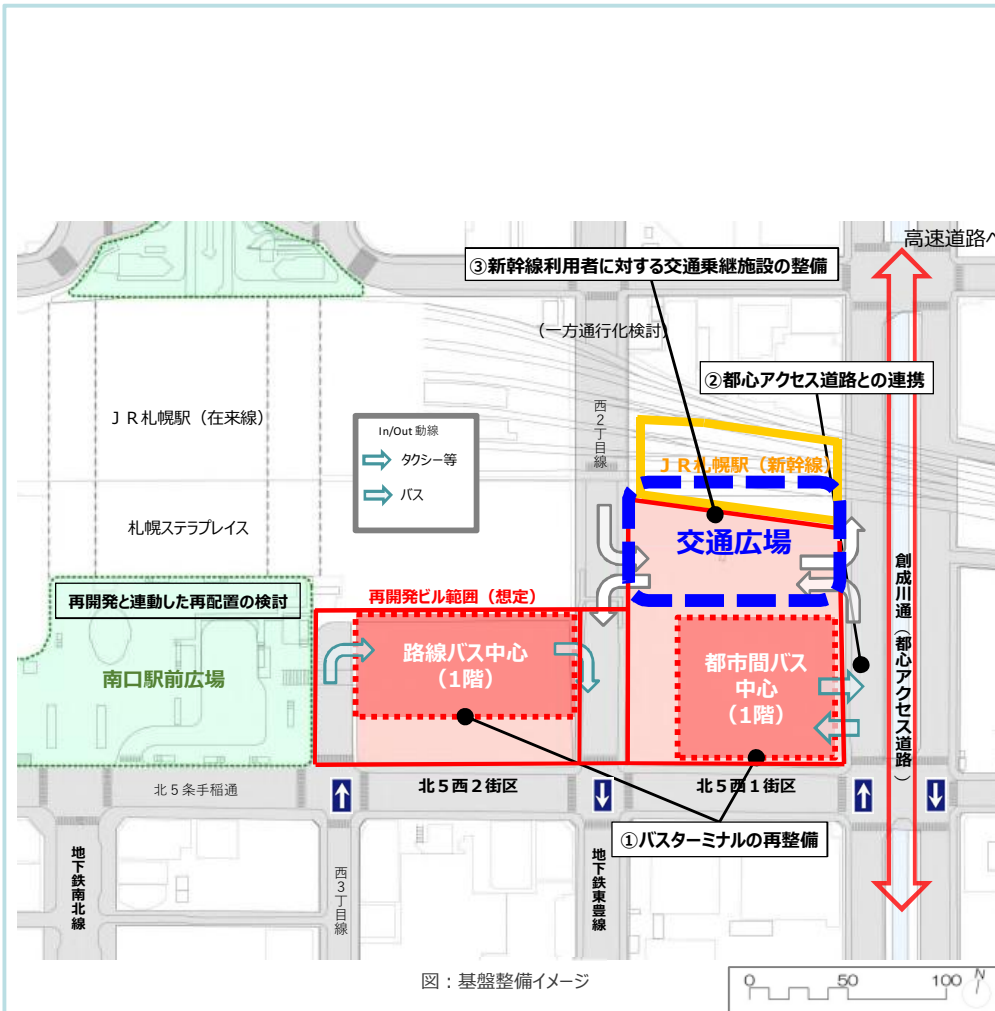 高速道路へ
③新幹線利用者に対する交通乗継施設の整備
（一方通行化検討）
②都心アクセス道路との連携
ＪＲ札幌駅（在来線）
In/Out 動線
タクシー等
バス
西２丁目線
ＪＲ札幌駅（新幹線）
札幌ステラプレイス
交通広場
創成川通（都心アクセス道路）
再開発と連動した再配置の検討
再開発ビル範囲（想定）
南口駅前広場
路線バス中心
（1階）
都市間バス
中心
（1階）
北５条手稲通
北５西２街区
北５西１街区
①バスターミナルの再整備
地下鉄南北線
西３丁目線
地下鉄東豊線
図：基盤整備イメージ
0 50 100 N